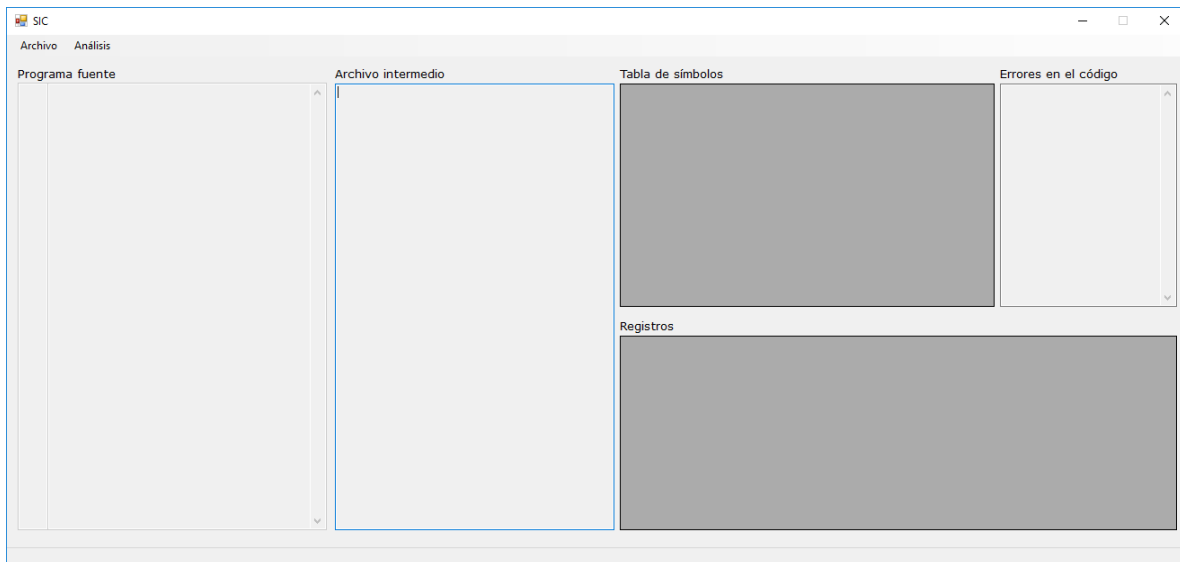 SIC
Archivo Análisis
Programa fuente
Archivo intermedio
Tabla de símbolos
Errores en el código
Registros